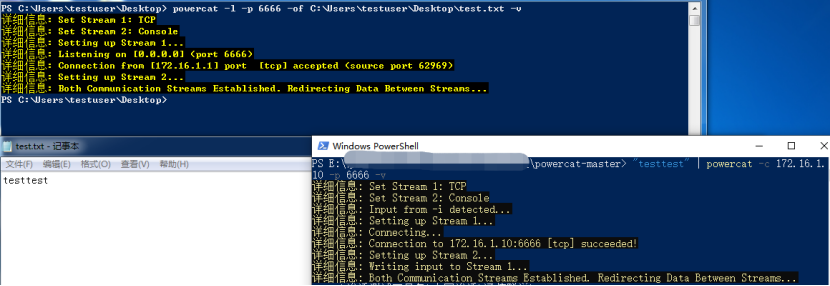 PS C:\Users\testuser\Desktop> powercat -l -p 6666 -of C:\Users\testuser\Desktop\test.txt -v
详细信息: Set Stream 1: TCP
详细信息: Set Stream 2: Console
详细信息: Setting up Stream 1...
详细信息: Listening on [0.0.0.0] (port 6666)
详细信息: Connection from [172.16.1.1] port  [tcp] accepted (source port 62969)
详细信息: Setting up Stream 2...
详细信息: Both Communication Streams Established. Redirecting Data Between Streams...
PS C:\Users\testuser\Desktop>
test.txt - 记事本
文件(F) 编辑(E) 格式(O) 查看(V) 帮助(H)
testtest
Windows PowerShell
PS E:\ \powercat-master> "testtest" | powercat -c 172.16.1.
10 -p 6666 -v
详细信息: Set Stream 1: TCP
详细信息: Set Stream 2: Console
详细信息: Input from -i detected...
详细信息: Setting up Stream 1...
详细信息: Connecting...
详细信息: Connection to 172.16.1.10:6666 [tcp] succeeded!
详细信息: Setting up Stream 2...
详细信息: Writing input to Stream 1...
详细信息: Both Communication Streams Established. Redirecting Data Between Streams...